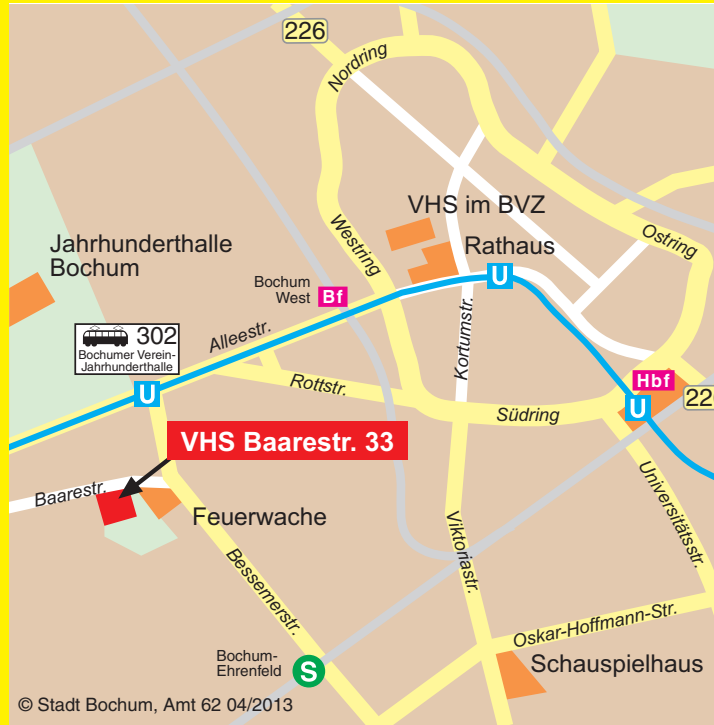 226
Nordring
VHS im BVZ
Rathaus
Ostring
Westring
Jahrhunderthalle
Bochum
Bochum
West
Bf
U
302
Bochumer Verein-
Jahrhunderthalle
Alleestr.
Kortumstr.
Hbf
U
226
U
Rottstr.
Südring
VHS Baarestr. 33
Baarestr.
Feuerwache
Universitätsstr.
Viktoriastr.
Bessemerstr.
Oskar-Hoffmann-Str.
Bochum-
Ehrenfeld
S
Schauspielhaus
© Stadt Bochum, Amt 62 04/2013